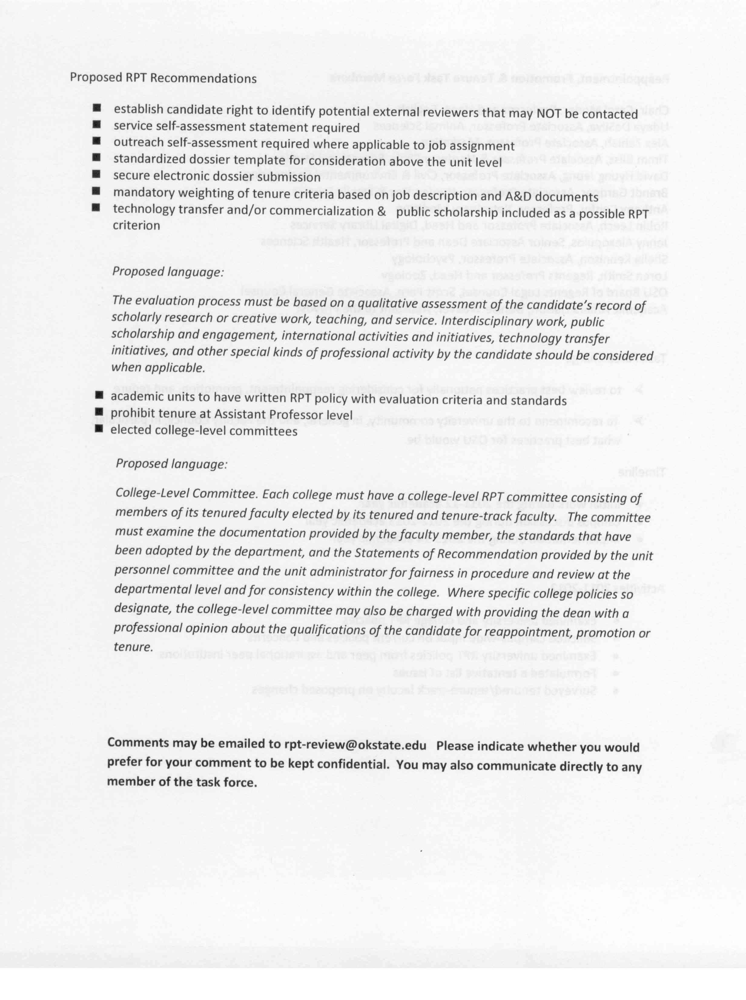 Proposed RPT Recommendations
■ establish candidate right to identify potential external reviewers that may NOT be contacted
■ service self-assessment statement required
■ outreach self-assessment required where applicable to job assignment
■ standardized dossier template for consideration above the unit level
■ secure electronic dossier submission
■ mandatory weighting of tenure criteria based on job description and A&D documents
■ technology transfer and/or commercialization & public scholarship included as a possible RPT
criterion
Proposed language:
The evaluation process must be based on a qualitative assessment of the candidate's record of
scholarly research or creative work, teaching, and service. Interdisciplinary work, public
scholarship and engagement, international activities and initiatives, technology transfer
initiatives, and other special kinds of professional activity by the candidate should be considered
when applicable.
■ academic units to have written RPT policy with evaluation criteria and standards
■ prohibit tenure at Assistant Professor level
■ elected college-level committees
Proposed language:
College-Level Committee. Each college must have a college-level RPT committee consisting of
members of its tenured faculty elected by its tenured and tenure-track faculty. The committee
must examine the documentation provided by the faculty member, the standards that have
been adopted by the department, and the Statements of Recommendation provided by the unit
personnel committee and the unit administrator for fairness in procedure and review at the
departmental level and for consistency within the college. Where specific college policies so
designate, the college-level committee may also be charged with providing the dean with a
professional opinion about the qualifications of the candidate for reappointment, promotion or
tenure.
Comments may be emailed to rpt-review@okstate.edu Please indicate whether you would
prefer for your comment to be kept confidential. You may also communicate directly to any
member of the task force.